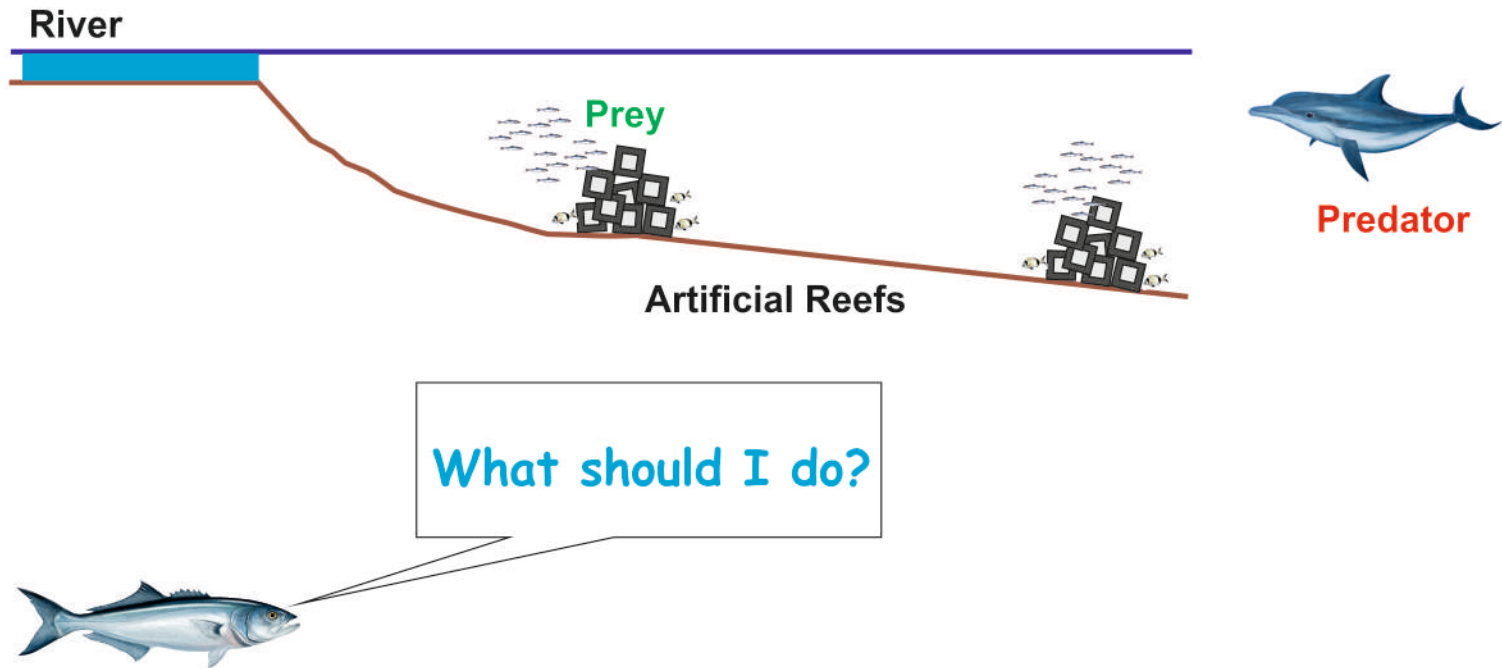 River
Prey
Predator
Artificial Reefs
What should I do?